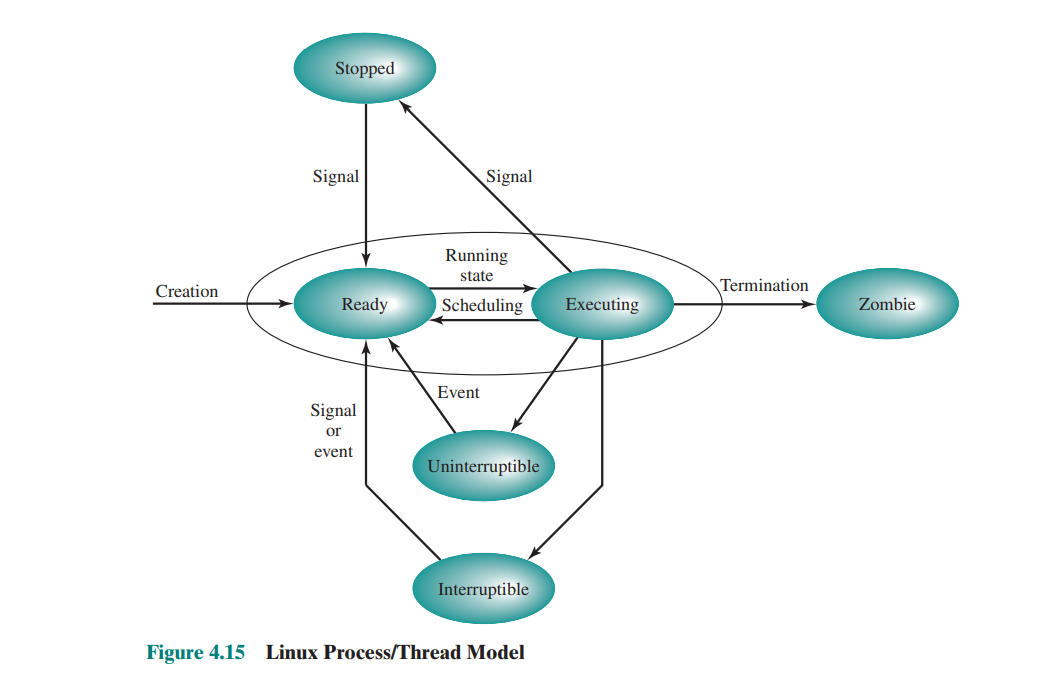 Stopped
Signal
Signal
Running
state
Creation
Termination
Ready
Scheduling
Executing
Zombie
Event
Signal
or
event
Uninterruptible
Interruptible
Figure 4.15 Linux Process/Thread Model